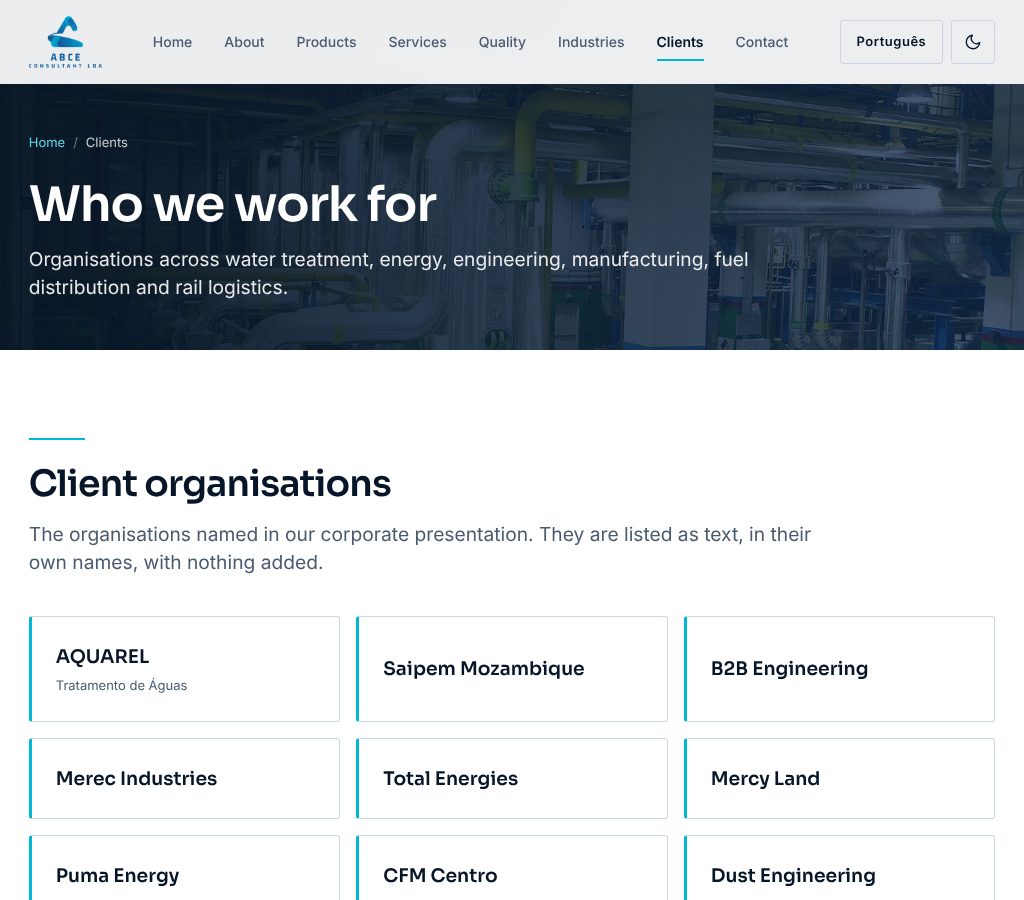 ABCE
CONSULTANT LDA
Home
About
Products
Services
Quality
Industries
Clients
Contact
Português
Home / Clients
Who we work for
Organisations across water treatment, energy, engineering, manufacturing, fuel
distribution and rail logistics.
Client organisations
The organisations named in our corporate presentation. They are listed as text, in their
own names, with nothing added.
AQUAREL
Tratamento de Águas
Saipem Mozambique
B2B Engineering
Merec Industries
Total Energies
Mercy Land
Puma Energy
CFM Centro
Dust Engineering